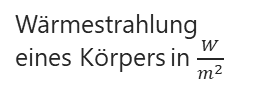 Wärmestrahlung
eines Körpers in W/m²